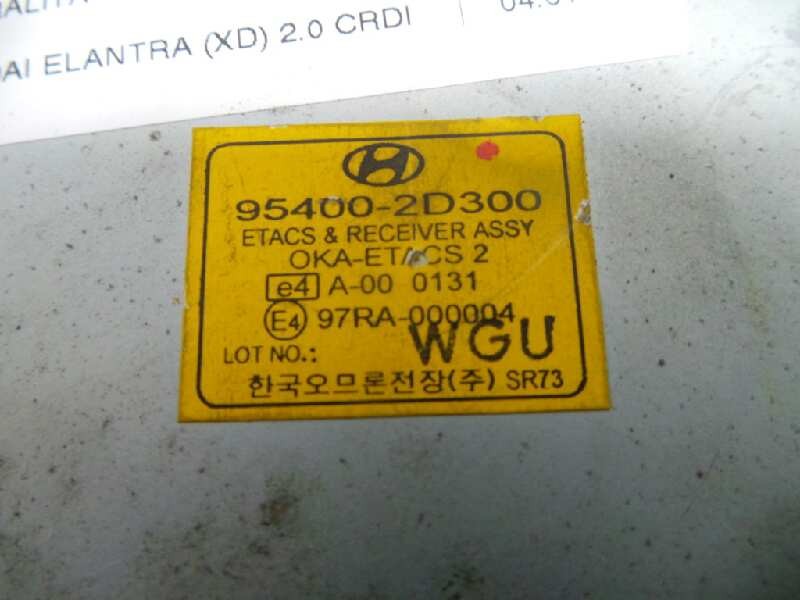 DAI ELANTRA (XD) 2.0 CRDI
95400-2D300
ETACS & RECEIVER ASSY
OKA-ETACS 2
e4 A-00 0131
E4 97RA-000004
LOT NO.: WGU
한국오므론전장(주) SR73